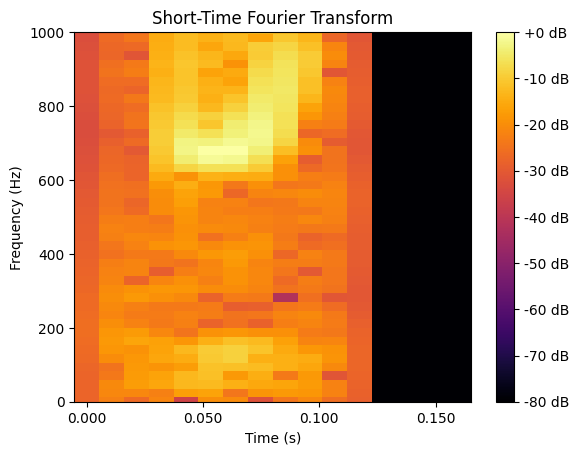 Short-Time Fourier Transform
1000
800
600
400
200
0
Frequency (Hz)
0.000
0.050
0.100
0.150
Time (s)
+0 dB
-10 dB
-20 dB
-30 dB
-40 dB
-50 dB
-60 dB
-70 dB
-80 dB